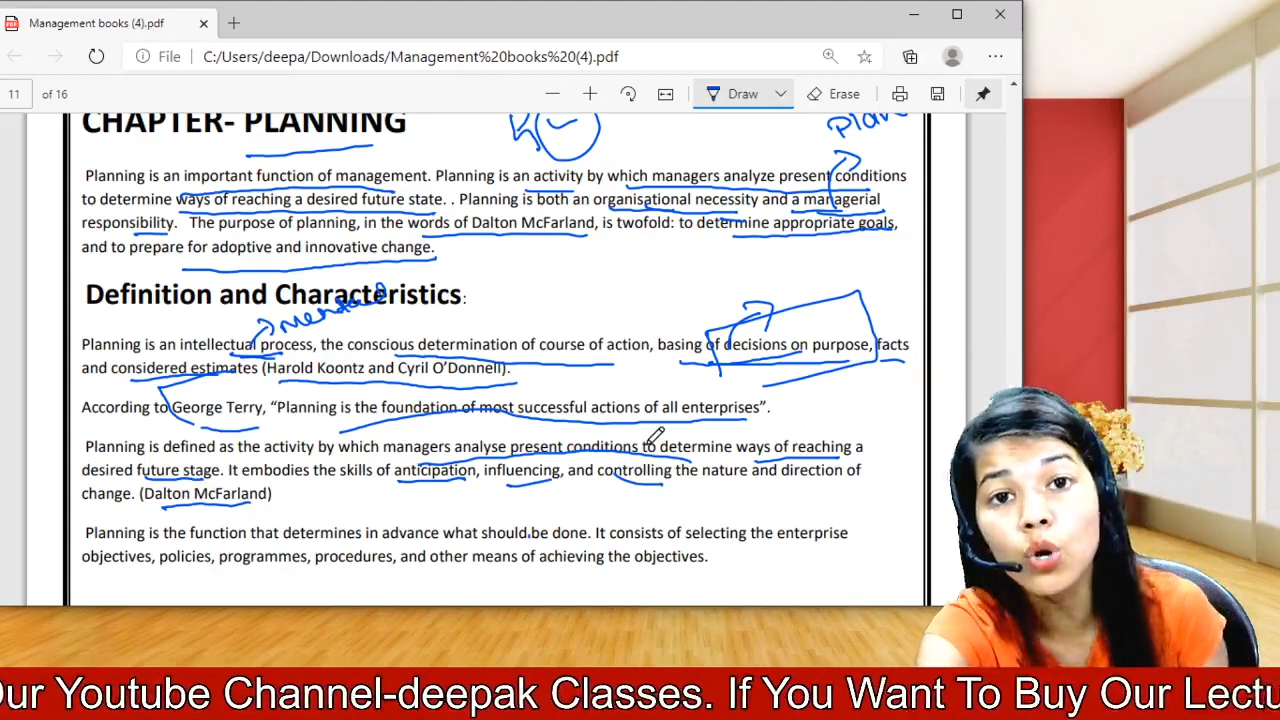 Management books (4).pdf
File
C:/Users/deepa/Downloads/Management%20books%20(4).pdf
11
of 16
Draw
Erase
CHAPTER- PLANNING
plan
Planning is an important function of management. Planning is an activity by which managers analyze present conditions
to determine ways of reaching a desired future state. . Planning is both an organisational necessity and a managerial
responsibility. The purpose of planning, in the words of Dalton McFarland, is twofold: to determine appropriate goals,
and to prepare for adoptive and innovative change.
Definition and Characteristics:
mental
Planning is an intellectual process, the conscious determination of course of action, basing of decisions on purpose, facts
and considered estimates (Harold Koontz and Cyril O’Donnell).
According to George Terry, “Planning is the foundation of most successful actions of all enterprises”.
Planning is defined as the activity by which managers analyse present conditions to determine ways of reaching a
desired future stage. It embodies the skills of anticipation, influencing, and controlling the nature and direction of
change. (Dalton McFarland)
Planning is the function that determines in advance what should be done. It consists of selecting the enterprise
objectives, policies, programmes, procedures, and other means of achieving the objectives.
Our Youtube Channel-deepak Classes. If You Want To Buy Our Lectu